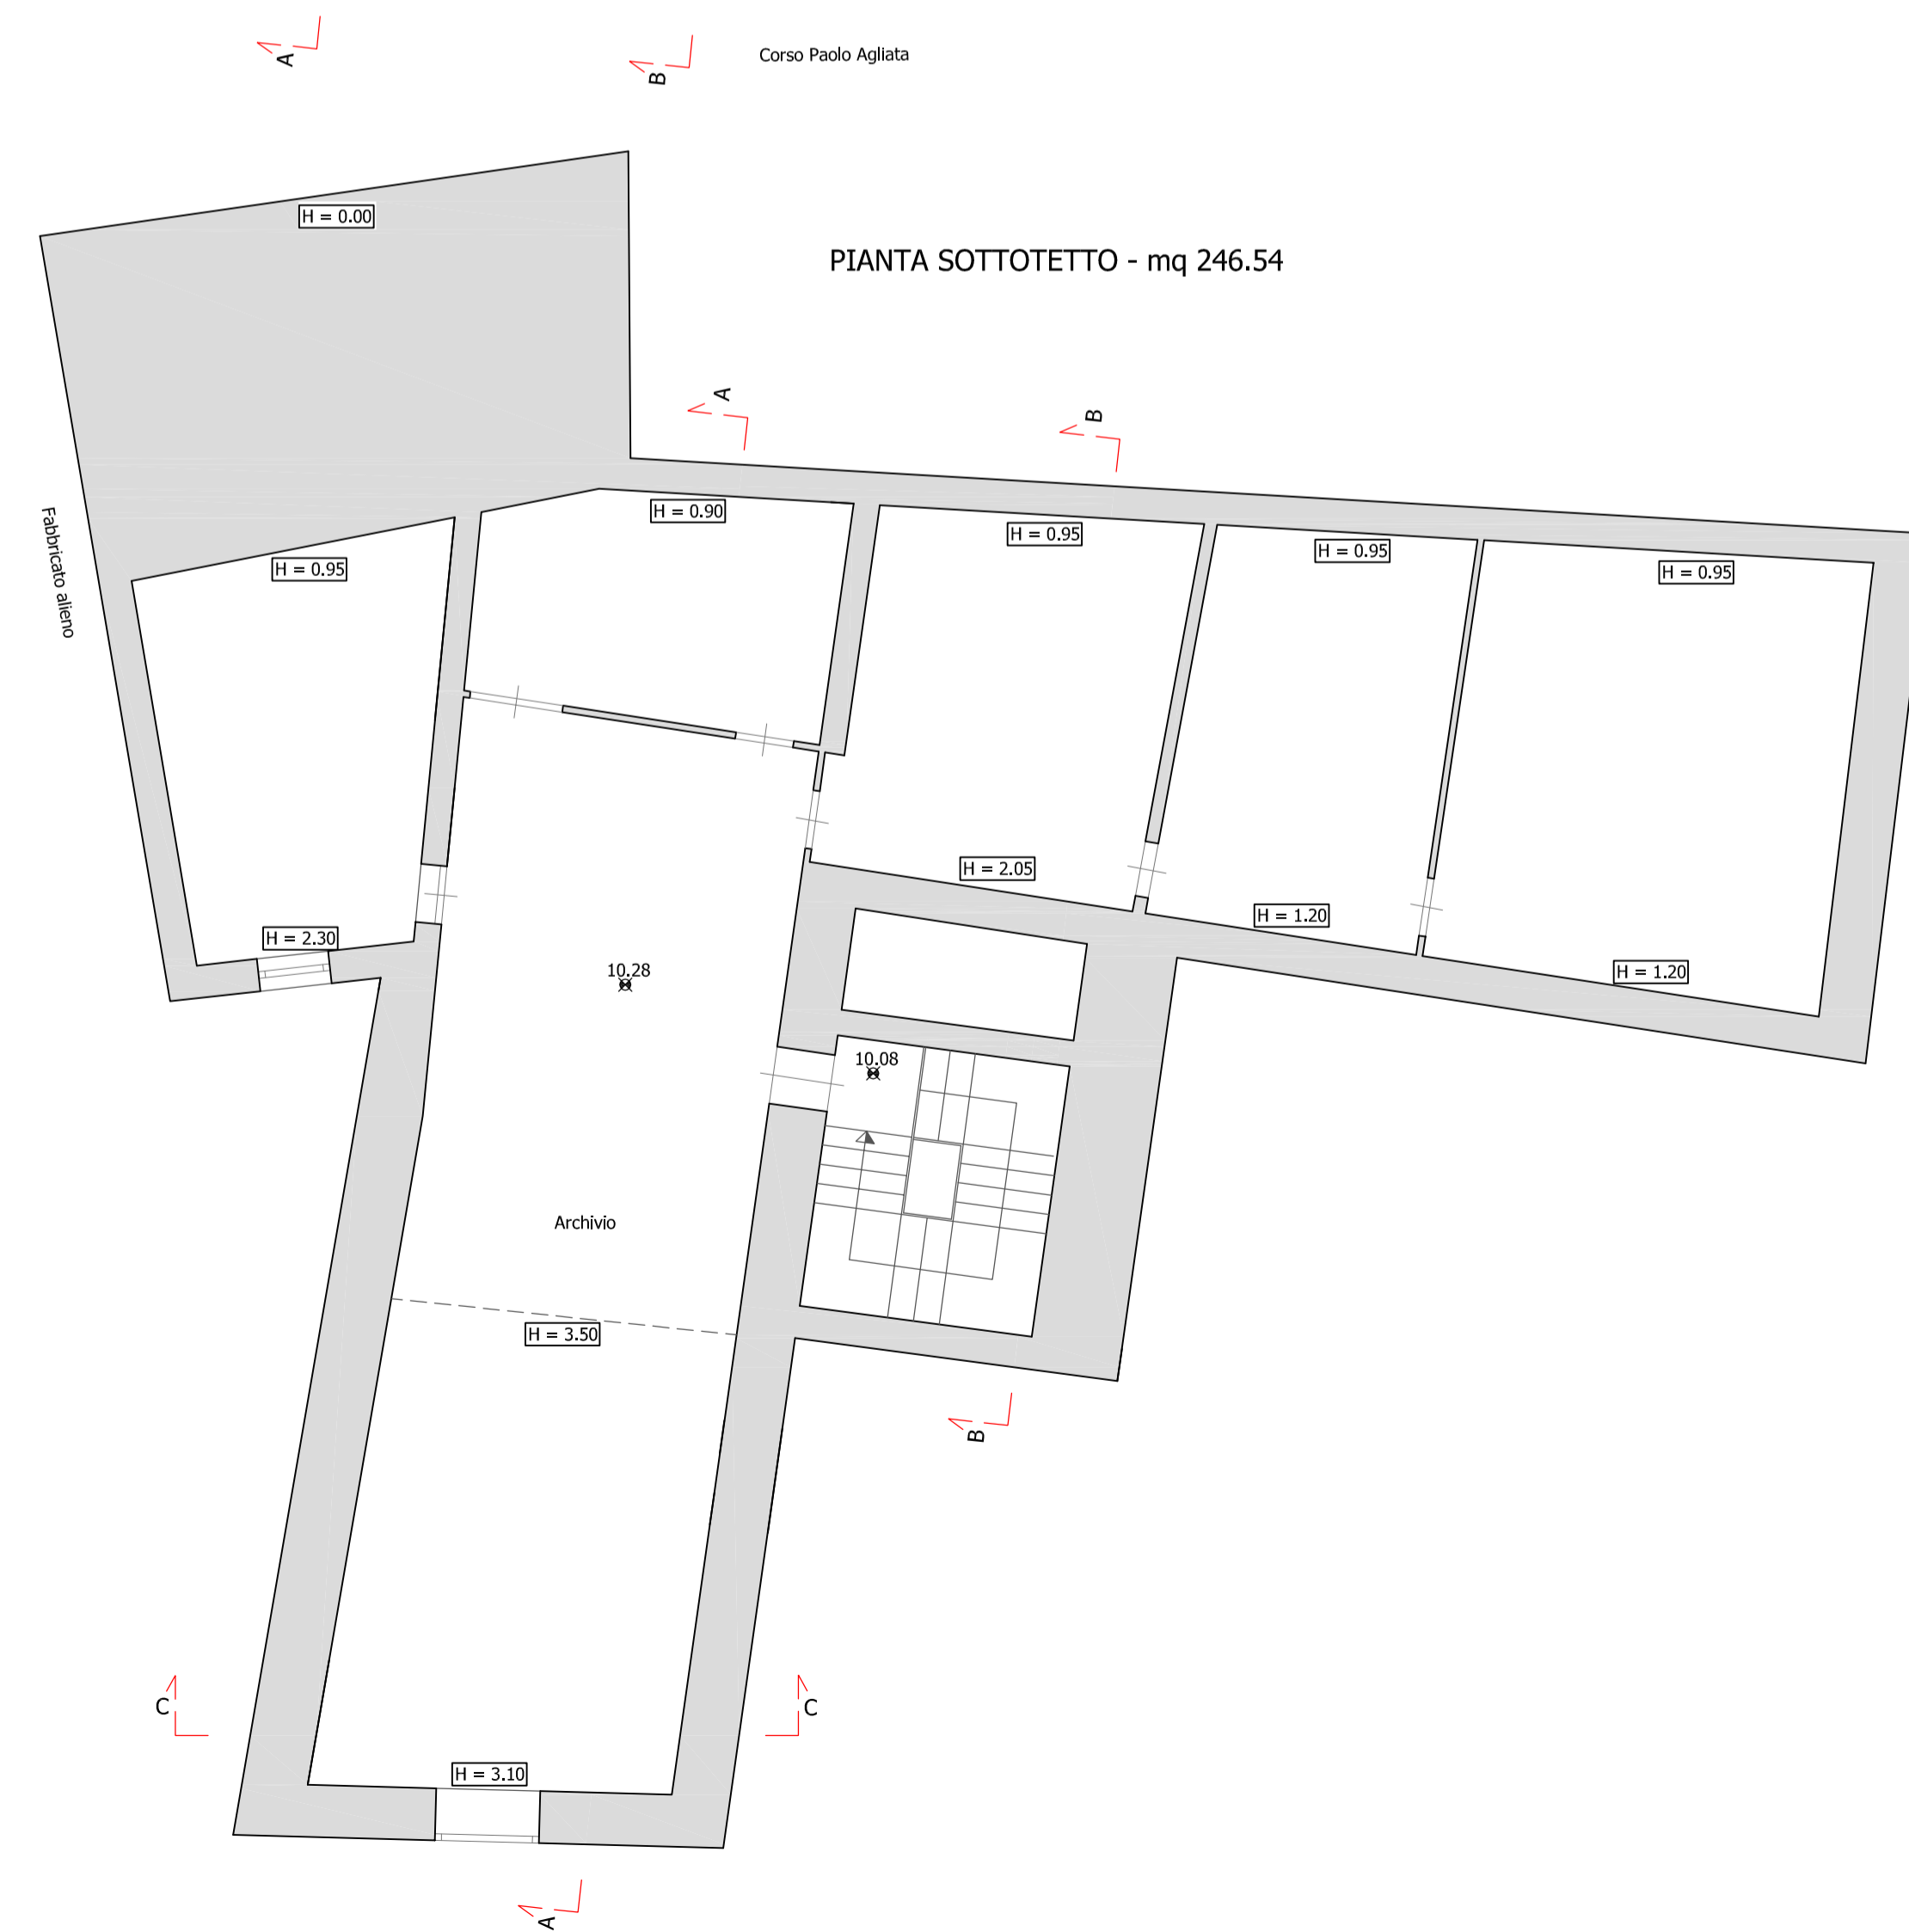 A
B
Corso Paolo Agliata
H = 0.00
PIANTA SOTTOTETTO - mq 246.54
A
B
H = 0.90
H = 0.95
H = 0.95
H = 0.95
H = 0.95
Fabbricato alieno
H = 2.05
H = 1.20
H = 2.30
10.28
H = 1.20
10.08
Archivio
H = 3.50
B
C
C
H = 3.10
A